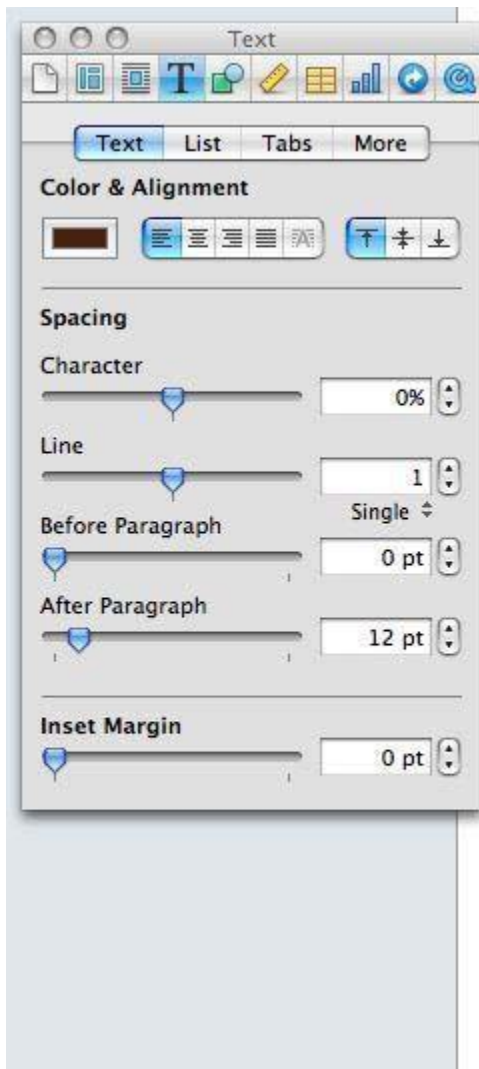 Text
T
Text List Tabs More
Color & Alignment
A
Spacing
Character
0%
Line
1
Single
Before Paragraph
0 pt
After Paragraph
12 pt
Inset Margin
0 pt